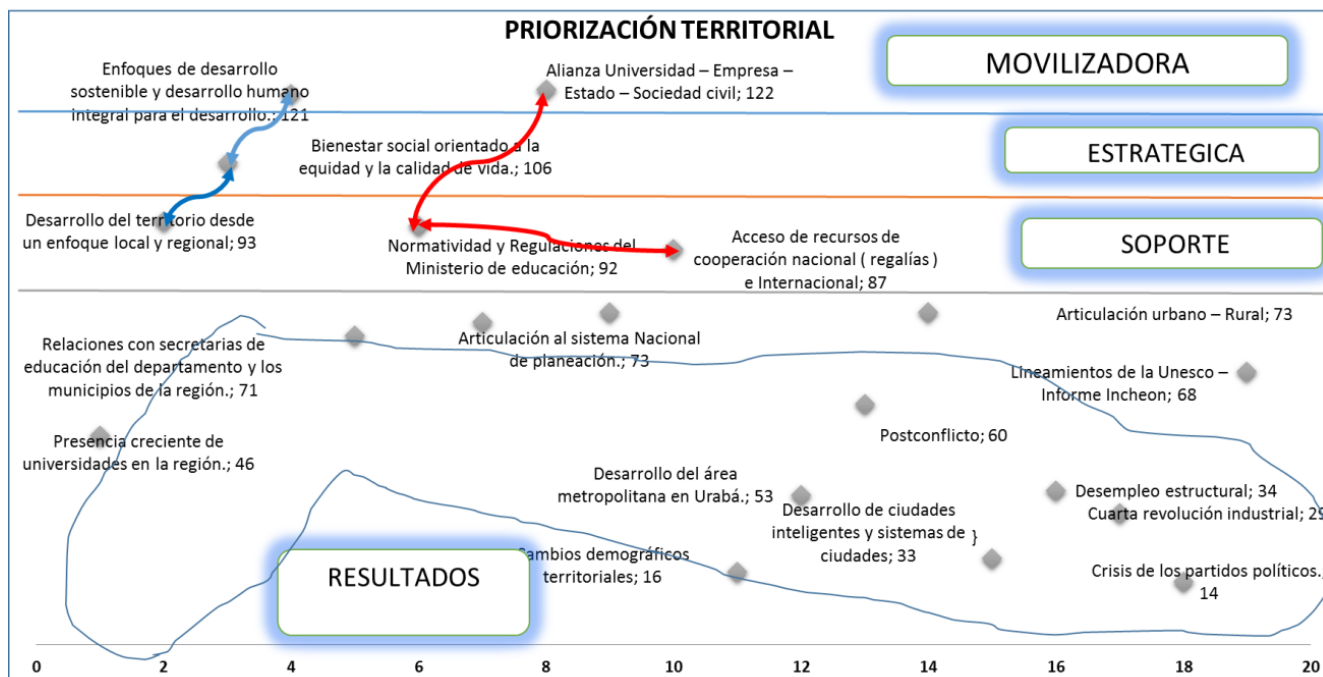 PRIORIZACIÓN TERRITORIAL
MOVILIZADORA
Enfoques de desarrollo
sostenible y desarrollo humano
integral para el desarrollo.; 121
Alianza Universidad – Empresa –
Estado – Sociedad civil; 122
ESTRATEGICA
Bienestar social orientado a la
equidad y la calidad de vida.; 106
SOPORTE
Desarrollo del territorio desde
un enfoque local y regional; 93
Normatividad y Regulaciones del
Ministerio de educación; 92
Acceso de recursos de
cooperación nacional ( regalías )
e Internacional; 87
Relaciones con secretarias de
educación del departamento y los
municipios de la región.; 71
Articulación al sistema Nacional
de planeación.; 73
Articulación urbano – Rural; 73
Lineamientos de la Unesco –
Informe Incheon; 68
Presencia creciente de
universidades en la región.; 46
Postconflicto; 60
Desarrollo del área
metropolitana en Urabá.; 53
Desarrollo de ciudades
inteligentes y sistemas de }
ciudades; 33
Desempleo estructural; 34
Cuarta revolución industrial; 29
RESULTADOS
Cambios demográficos
territoriales; 16
Crisis de los partidos políticos.;
14
0 2 4 6 8 10 12 14 16 18 20